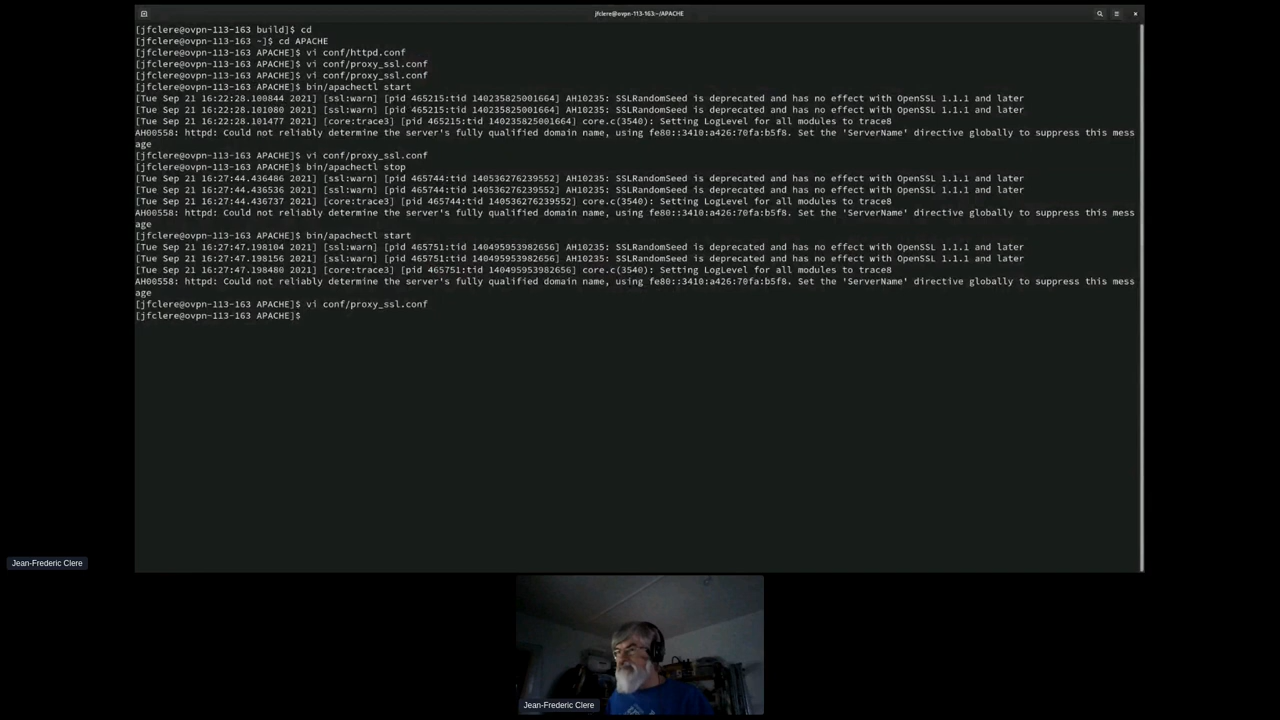 jfclere@ovpn-113-163:~/APACHE
[jfclere@ovpn-113-163 build]$ cd
[jfclere@ovpn-113-163 ~]$ cd APACHE
[jfclere@ovpn-113-163 APACHE]$ vi conf/httpd.conf
[jfclere@ovpn-113-163 APACHE]$ vi conf/proxy_ssl.conf
[jfclere@ovpn-113-163 APACHE]$ vi conf/proxy_ssl.conf
[jfclere@ovpn-113-163 APACHE]$ bin/apachectl start
[Tue Sep 21 16:22:28.100844 2021] [ssl:warn] [pid 465215:tid 140235825001664] AH10235: SSLRandomSeed is deprecated and has no effect with OpenSSL 1.1.1 and later
[Tue Sep 21 16:22:28.101080 2021] [ssl:warn] [pid 465215:tid 140235825001664] AH10235: SSLRandomSeed is deprecated and has no effect with OpenSSL 1.1.1 and later
[Tue Sep 21 16:22:28.101477 2021] [core:trace3] [pid 465215:tid 140235825001664] core.c(3540): Setting LogLevel for all modules to trace8
AH00558: httpd: Could not reliably determine the server's fully qualified domain name, using fe80::3410:a426:70fa:b5f8. Set the 'ServerName' directive globally to suppress this mess
age
[jfclere@ovpn-113-163 APACHE]$ vi conf/proxy_ssl.conf
[jfclere@ovpn-113-163 APACHE]$ bin/apachectl stop
[Tue Sep 21 16:27:44.436486 2021] [ssl:warn] [pid 465744:tid 140536276239552] AH10235: SSLRandomSeed is deprecated and has no effect with OpenSSL 1.1.1 and later
[Tue Sep 21 16:27:44.436536 2021] [ssl:warn] [pid 465744:tid 140536276239552] AH10235: SSLRandomSeed is deprecated and has no effect with OpenSSL 1.1.1 and later
[Tue Sep 21 16:27:44.436737 2021] [core:trace3] [pid 465744:tid 140536276239552] core.c(3540): Setting LogLevel for all modules to trace8
AH00558: httpd: Could not reliably determine the server's fully qualified domain name, using fe80::3410:a426:70fa:b5f8. Set the 'ServerName' directive globally to suppress this mess
age
[jfclere@ovpn-113-163 APACHE]$ bin/apachectl start
[Tue Sep 21 16:27:47.198104 2021] [ssl:warn] [pid 465751:tid 140495953982656] AH10235: SSLRandomSeed is deprecated and has no effect with OpenSSL 1.1.1 and later
[Tue Sep 21 16:27:47.198156 2021] [ssl:warn] [pid 465751:tid 140495953982656] AH10235: SSLRandomSeed is deprecated and has no effect with OpenSSL 1.1.1 and later
[Tue Sep 21 16:27:47.198480 2021] [core:trace3] [pid 465751:tid 140495953982656] core.c(3540): Setting LogLevel for all modules to trace8
AH00558: httpd: Could not reliably determine the server's fully qualified domain name, using fe80::3410:a426:70fa:b5f8. Set the 'ServerName' directive globally to suppress this mess
age
[jfclere@ovpn-113-163 APACHE]$ vi conf/proxy_ssl.conf
[jfclere@ovpn-113-163 APACHE]$
Jean-Frederic Clere
Jean-Frederic Clere